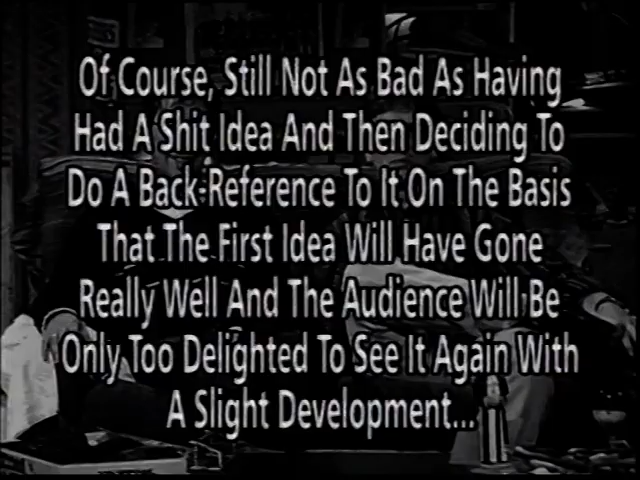 Of Course, Still Not As Bad As Having
Had A Shit Idea And Then Deciding To
Do A Back-Reference To It On The Basis
That The First Idea Will Have Gone
Really Well And The Audience Will Be
Only Too Delighted To See It Again With
A Slight Development...